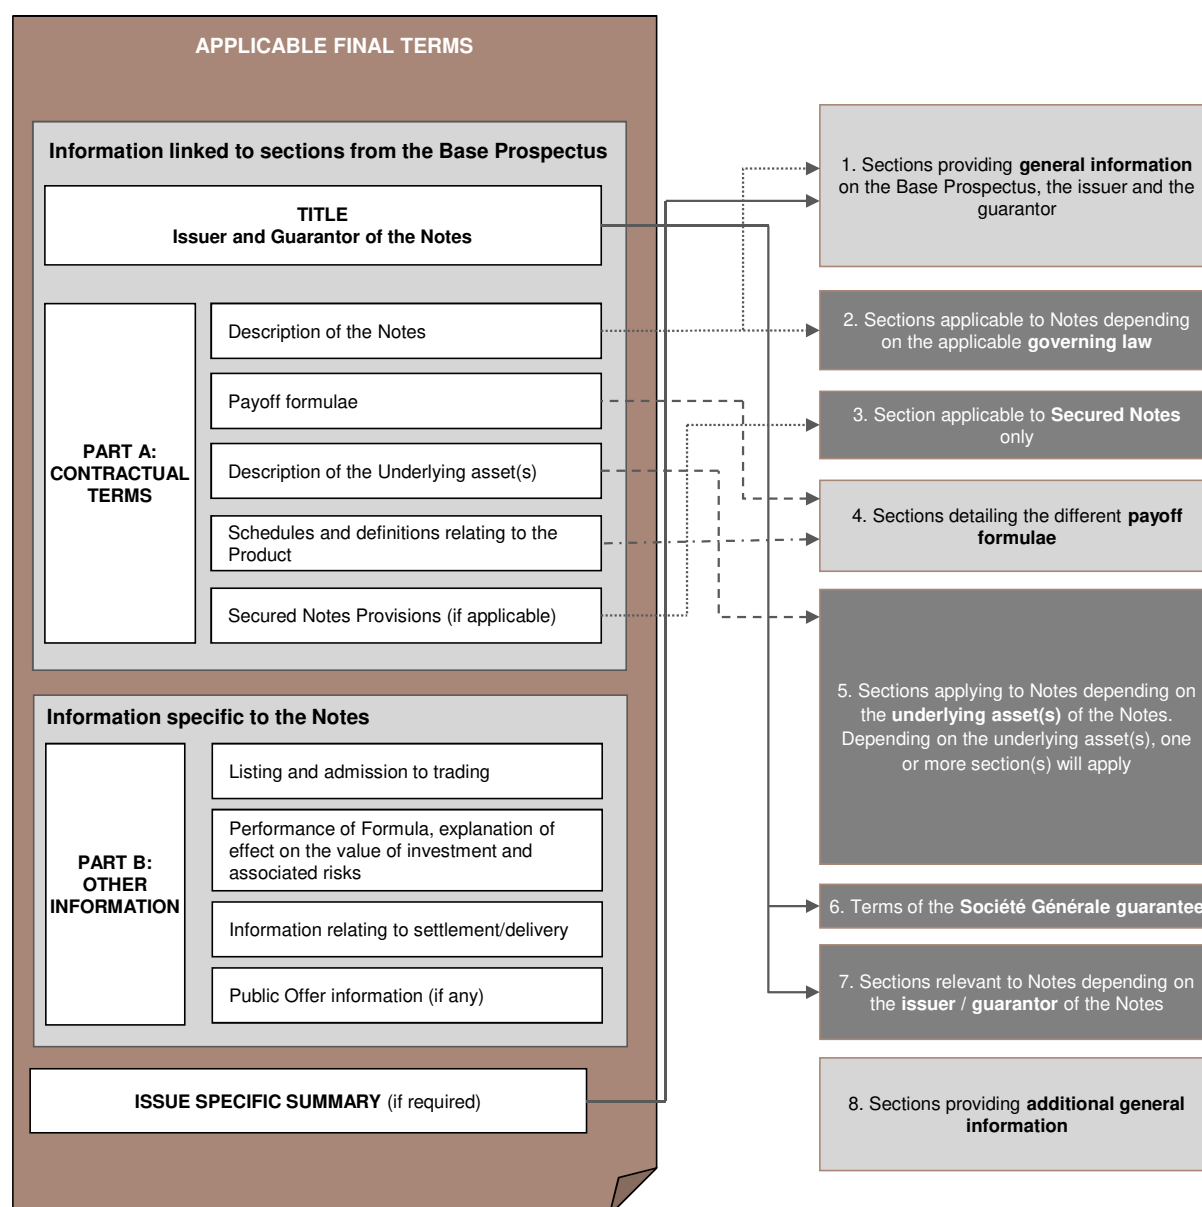 APPLICABLE FINAL TERMS
Information linked to sections from the Base Prospectus
TITLE
Issuer and Guarantor of the Notes
PART A:
CONTRACTUAL
TERMS
Description of the Notes
Payoff formulae
Description of the Underlying asset(s)
Schedules and definitions relating to the
Product
Secured Notes Provisions (if applicable)
Information specific to the Notes
PART B:
OTHER
INFORMATION
Listing and admission to trading
Performance of Formula, explanation of
effect on the value of investment and
associated risks
Information relating to settlement/delivery
Public Offer information (if any)
ISSUE SPECIFIC SUMMARY (if required)
1. Sections providing general information
on the Base Prospectus, the issuer and the
guarantor
2. Sections applicable to Notes depending
on the applicable governing law
3. Section applicable to Secured Notes
only
4. Sections detailing the different payoff
formulae
5. Sections applying to Notes depending on
the underlying asset(s) of the Notes.
Depending on the underlying asset(s), one
or more section(s) will apply
6. Terms of the Société Générale guarantee
7. Sections relevant to Notes depending on
the issuer / guarantor of the Notes
8. Sections providing additional general
information